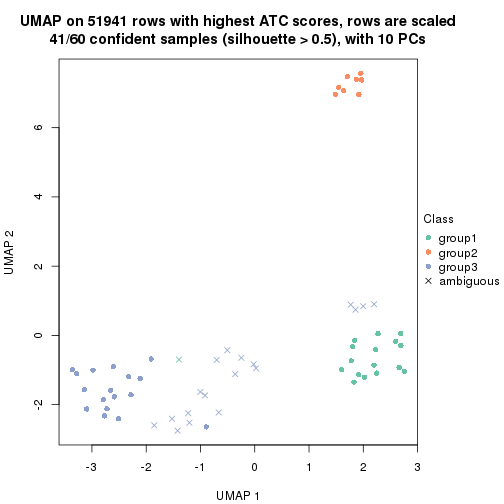 UMAP on 51941 rows with highest ATC scores, rows are scaled
41/60 confident samples (silhouette > 0.5), with 10 PCs
6
4
2
0
-2
UMAP 2
-3
-2
-1
0
1
2
3
UMAP 1
Class
group1
group2
group3
ambiguous